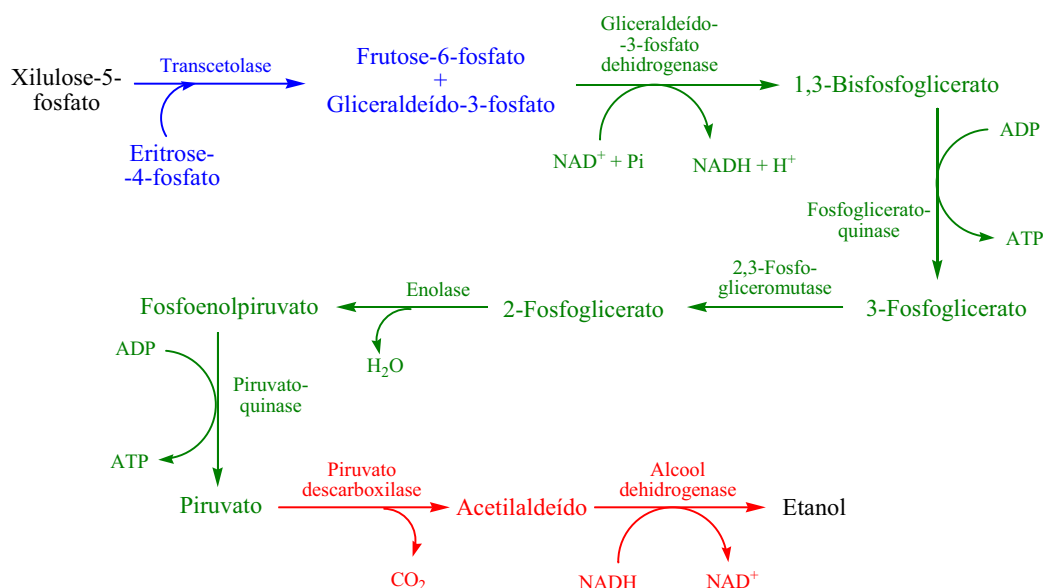 Xilulose-5-
fosfato
Transcetolase
Eritrose-
-4-fosfato
Frutose-6-fosfato
+
Gliceraldeído-3-fosfato
Gliceraldeído-
-3-fosfato
dehidrogenase
NAD⁺ + Pi
NADH + H⁺
1,3-Bisfosfoglicerato
ADP
Fosfoglicerato-
quinase
ATP
3-Fosfoglicerato
2,3-Fosfo-
gliceromutase
2-Fosfoglicerato
Enolase
H₂O
Fosfoenolpiruvato
ADP
Piruvato-
quinase
ATP
Piruvato
Piruvato
descarboxilase
CO₂
Acetilaldeído
Alcool
dehidrogenase
NADH
NAD⁺
Etanol